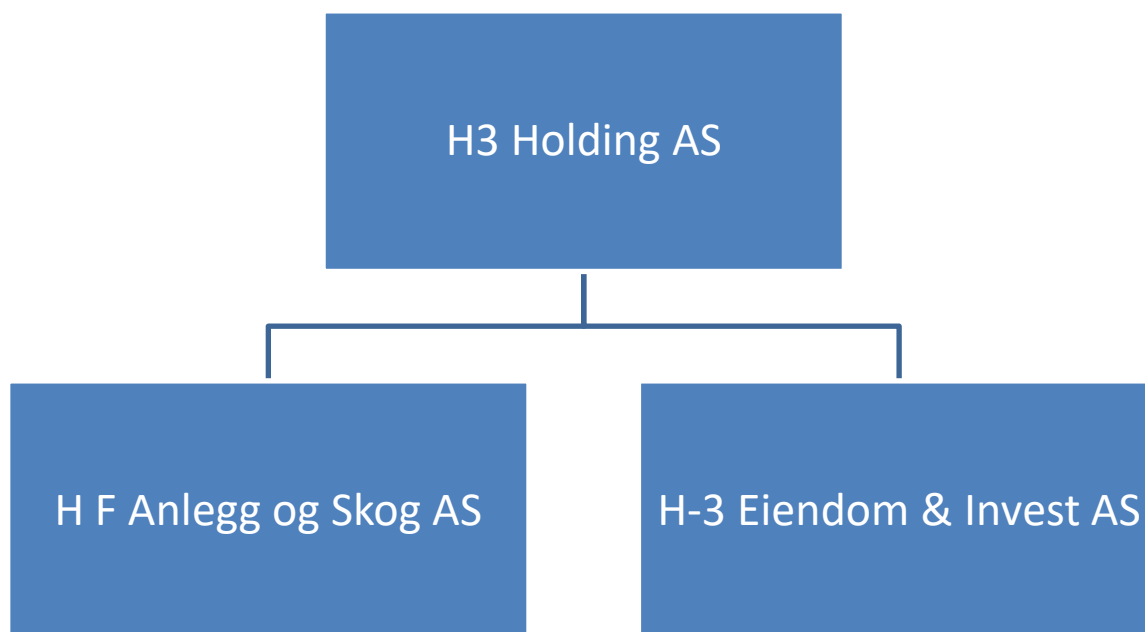 H3 Holding AS
H F Anlegg og Skog AS
H-3 Eiendom & Invest AS